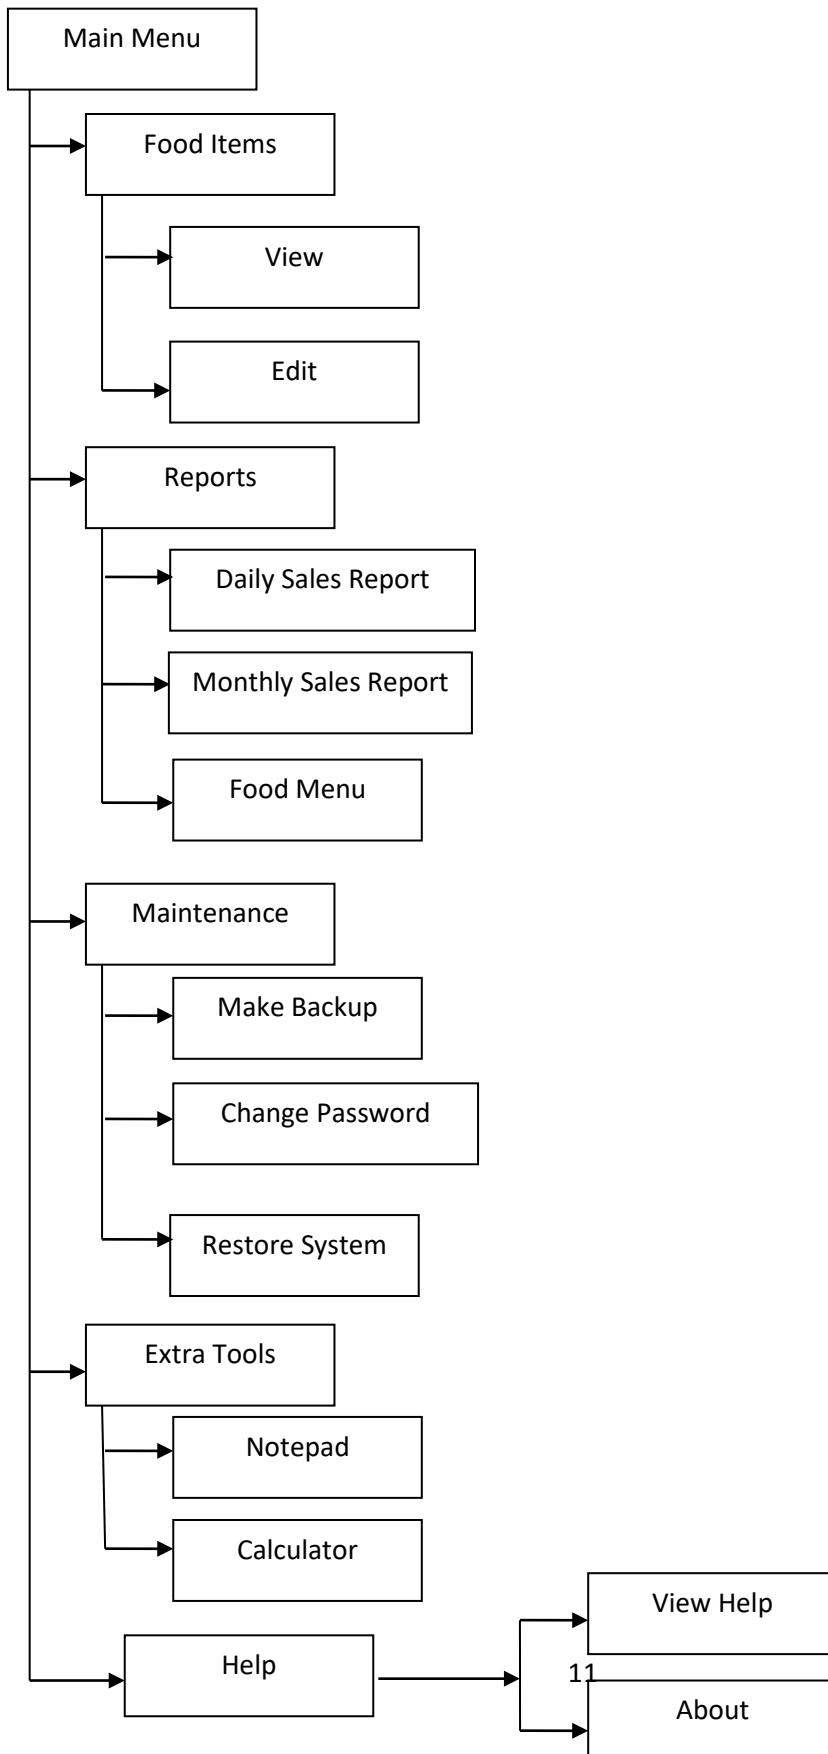 Main Menu
Food Items
View
Edit
Reports
Daily Sales Report
Monthly Sales Report
Food Menu
Maintenance
Make Backup
Change Password
Restore System
Extra Tools
Notepad
Calculator
View Help
Help
11
About